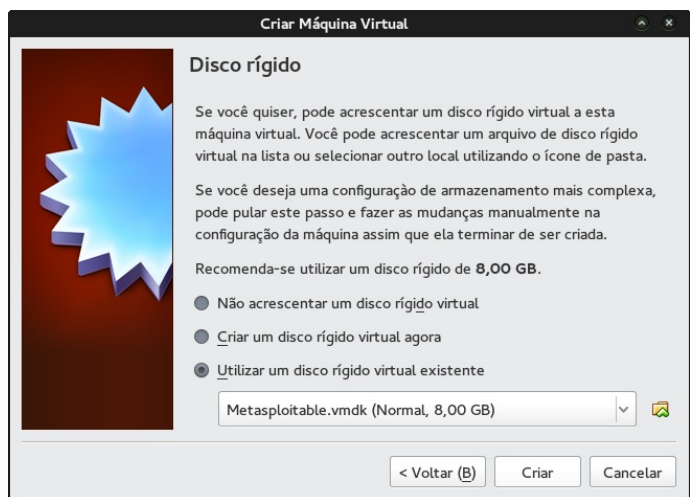 Criar Máquina Virtual
Disco rígido
Se você quiser, pode acrescentar um disco rígido virtual a esta
máquina virtual. Você pode acrescentar um arquivo de disco rígido
virtual na lista ou selecionar outro local utilizando o ícone de pasta.
Se você deseja uma configuraçào de armazenamento mais complexa,
pode pular este passo e fazer as mudanças manualmente na
configuração da máquina assim que ela terminar de ser criada.
Recomenda-se utilizar um disco rígido de 8,00 GB.
Não acrescentar um disco rígido virtual
Criar um disco rígido virtual agora
Utilizar um disco rígido virtual existente
Metasploitable.vmdk (Normal, 8,00 GB)
< Voltar (B)
Criar
Cancelar